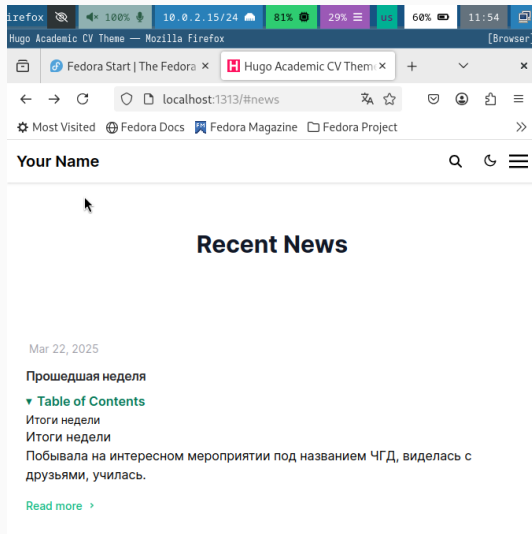 irefox 100% 10.0.2.15/24 81% 29% us 60% 11:54
Hugo Academic CV Theme — Mozilla Firefox [Browser]
Fedora Start | The Fedora × Hugo Academic CV Theme × + ×
localhost:1313/#news
Most Visited Fedora Docs Fedora Magazine Fedora Project
Your Name
Recent News
Mar 22, 2025
Прошедшая неделя
▾ Table of Contents
Итоги недели
Итоги недели
Побывала на интересном мероприятии под названием ЧГД, виделась с
друзьями, училась.
Read more ›